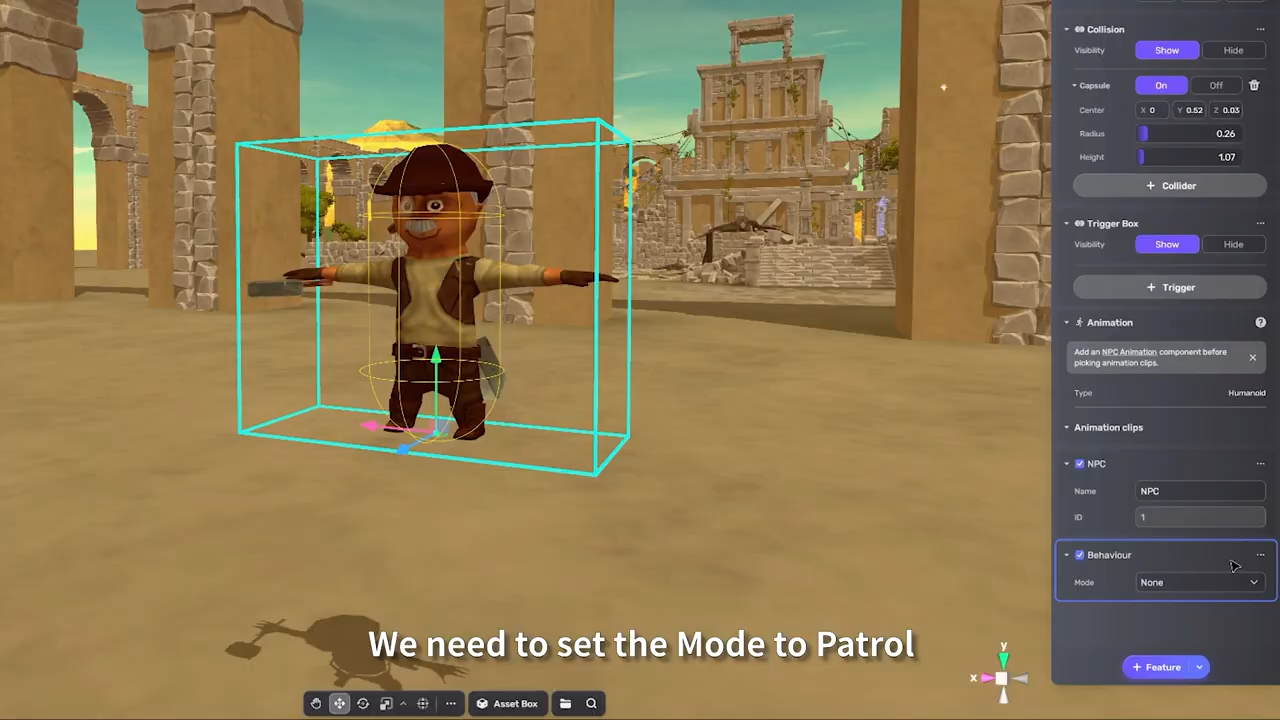 Collision
Visibility Show Hide
Capsule On Off
Center X 0 Y 0.52 Z 0.03
Radius 0.26
Height 1.07
+ Collider
Trigger Box
Visibility Show Hide
+ Trigger
Animation ?
Add an NPC Animation component before
picking animation clips.
Type Humanoid
Animation clips
NPC
Name NPC
ID 1
Behaviour
Mode None
We need to set the Mode to Patrol
y
x
+ Feature
Asset Box